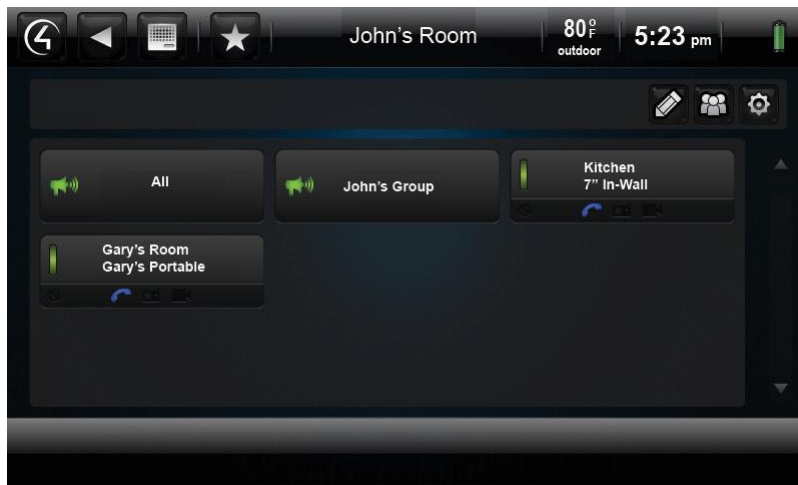 John's Room
80°F
outdoor
5:23 pm
All
John's Group
Kitchen
7” In-Wall
Gary's Room
Gary's Portable